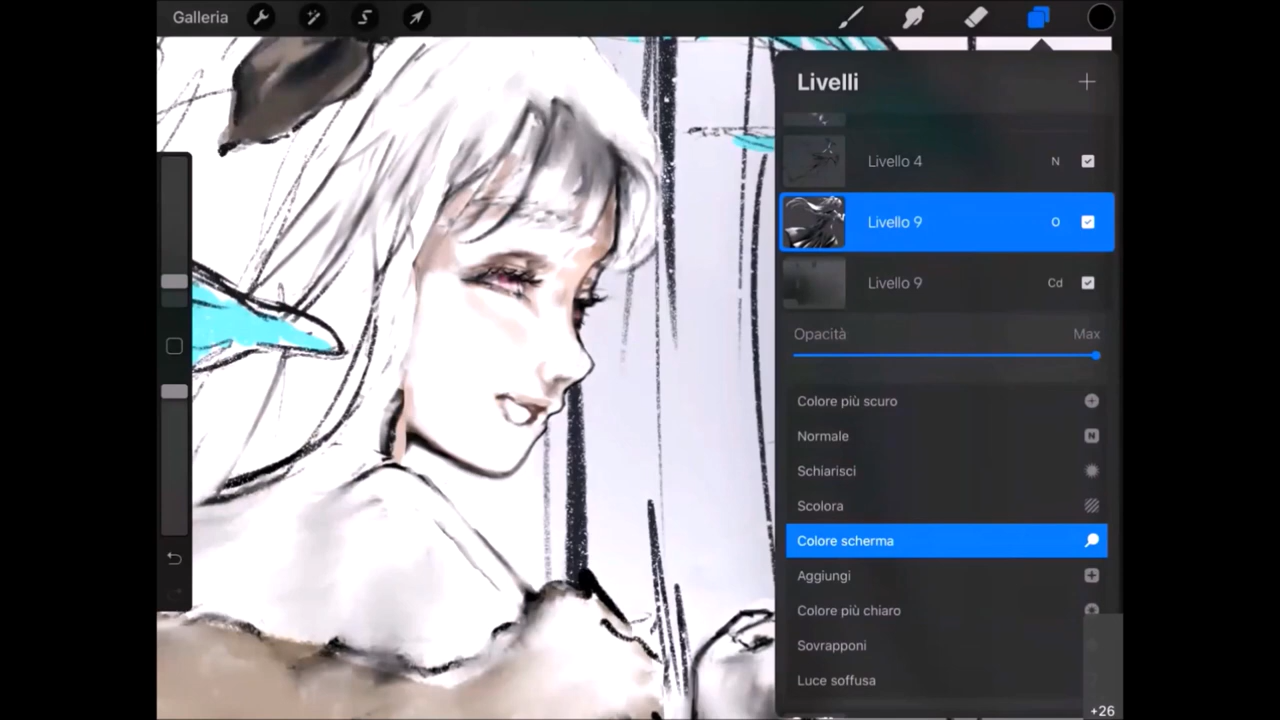 Galleria
Livelli
Livello 4 N
Livello 9 O
Livello 9 Cd
Opacità Max
Colore più scuro
Normale N
Schiarisci
Scolora
Colore scherma
Aggiungi
Colore più chiaro
Sovrapponi
Luce soffusa
+26